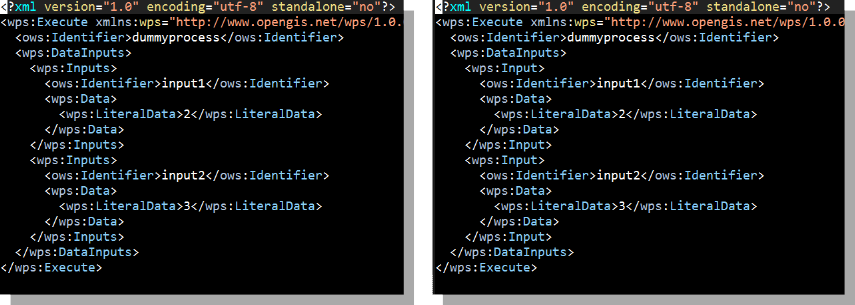 <?xml version="1.0" encoding="utf-8" standalone="no"?>
<wps:Execute xmlns:wps="http://www.opengis.net/wps/1.0.
<ows:Identifier>dummyprocess</ows:Identifier>
<wps:DataInputs>
<wps:Inputs>
<ows:Identifier>input1</ows:Identifier>
<wps:Data>
<wps:LiteralData>2</wps:LiteralData>
</wps:Data>
</wps:Inputs>
<wps:Inputs>
<ows:Identifier>input2</ows:Identifier>
<wps:Data>
<wps:LiteralData>3</wps:LiteralData>
</wps:Data>
</wps:Inputs>
</wps:DataInputs>
</wps:Execute>
<?xml version="1.0" encoding="utf-8" standalone="no"?>
<wps:Execute xmlns:wps="http://www.opengis.net/wps/1.0.0
<ows:Identifier>dummyprocess</ows:Identifier>
<wps:DataInputs>
<wps:Input>
<ows:Identifier>input1</ows:Identifier>
<wps:Data>
<wps:LiteralData>2</wps:LiteralData>
</wps:Data>
</wps:Input>
<wps:Input>
<ows:Identifier>input2</ows:Identifier>
<wps:Data>
<wps:LiteralData>3</wps:LiteralData>
</wps:Data>
</wps:Input>
</wps:DataInputs>
</wps:Execute>